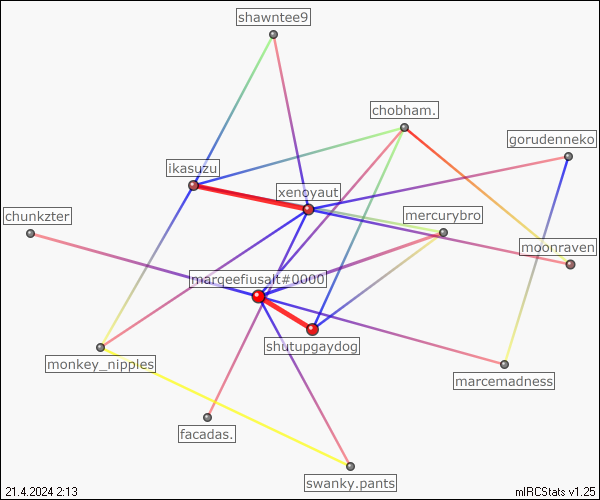 shawntee9
chobham.
gorudenneko
ikasuzu
xenoyaut
chunkzter
mercurybro
moonraven
marqeefiusalt#0000
shutupgaydog
monkey_nipples
marcemadness
facadas.
swanky.pants
21.4.2024 2:13
mIRCStats v1.25